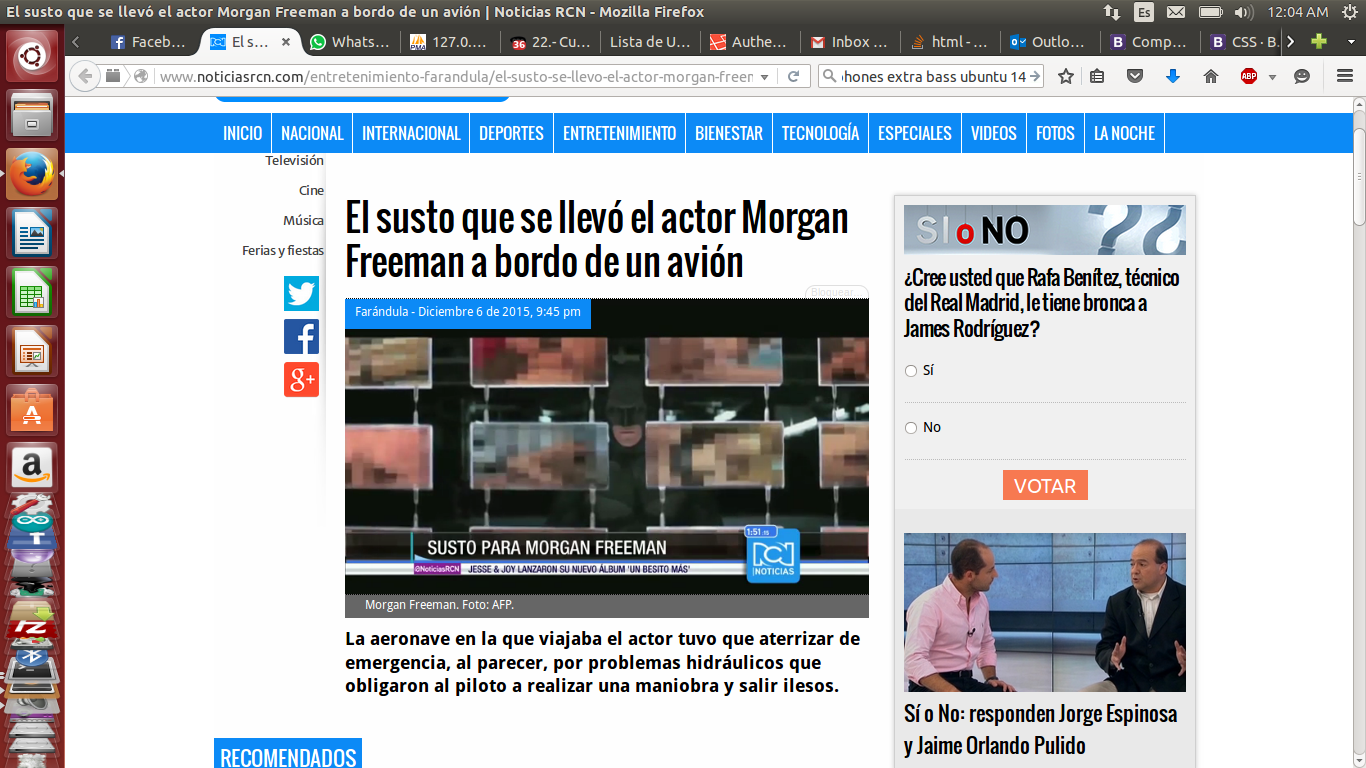 El susto que se llevó el actor Morgan Freeman a bordo de un avión | Noticias RCN - Mozilla Firefox
Es
12:04 AM
Faceb…
El s…
Whats…
127.0.…
22.- Cu…
Lista de U…
Authe…
Inbox …
html - …
Outlo…
Comp…
CSS · B…
www.noticiasrcn.com/entretenimiento-farandula/el-susto-se-llevo-el-actor-morgan-freem
phones extra bass ubuntu 14
ABP
INICIO
NACIONAL
INTERNACIONAL
DEPORTES
ENTRETENIMIENTO
BIENESTAR
TECNOLOGÍA
ESPECIALES
VIDEOS
FOTOS
LA NOCHE
Televisión
Cine
Música
Ferias y fiestas
El susto que se llevó el actor Morgan
Freeman a bordo de un avión
Bloquear
Farándula - Diciembre 6 de 2015, 9:45 pm
SUSTO PARA MORGAN FREEMAN
@NoticiasRCN
JESSE & JOY LANZARON SU NUEVO ÁLBUM 'UN BESITO MÁS'
1:51:15
RCN
NOTICIAS
Morgan Freeman. Foto: AFP.
La aeronave en la que viajaba el actor tuvo que aterrizar de
emergencia, al parecer, por problemas hidráulicos que
obligaron al piloto a realizar una maniobra y salir ilesos.
RECOMENDADOS
SI o NO ??
¿Cree usted que Rafa Benítez, técnico
del Real Madrid, le tiene bronca a
James Rodríguez?
Sí
No
VOTAR
Sí o No: responden Jorge Espinosa
y Jaime Orlando Pulido